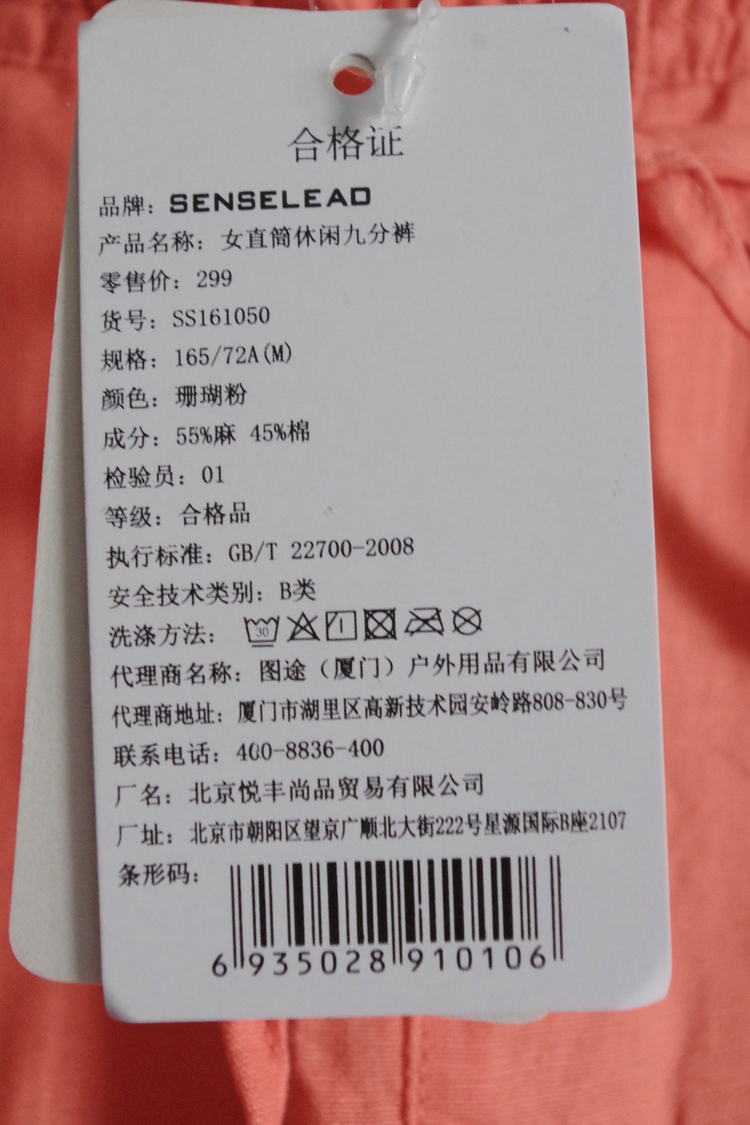 合格证
品牌：SENSELEAD
产品名称：女直筒休闲九分裤
零售价：299
货号：SS161050
规格：165/72A(M)
颜色：珊瑚粉
成分：55%麻 45%棉
检验员：01
等级：合格品
执行标准：GB/T 22700-2008
安全技术类别：B类
洗涤方法：30
代理商名称：图途（厦门）户外用品有限公司
代理商地址：厦门市湖里区高新技术园安岭路808-830号
联系电话：400-8836-400
厂名：北京悦丰尚品贸易有限公司
厂址：北京市朝阳区望京广顺北大街222号星源国际B座2107
条形码：
6935028910106